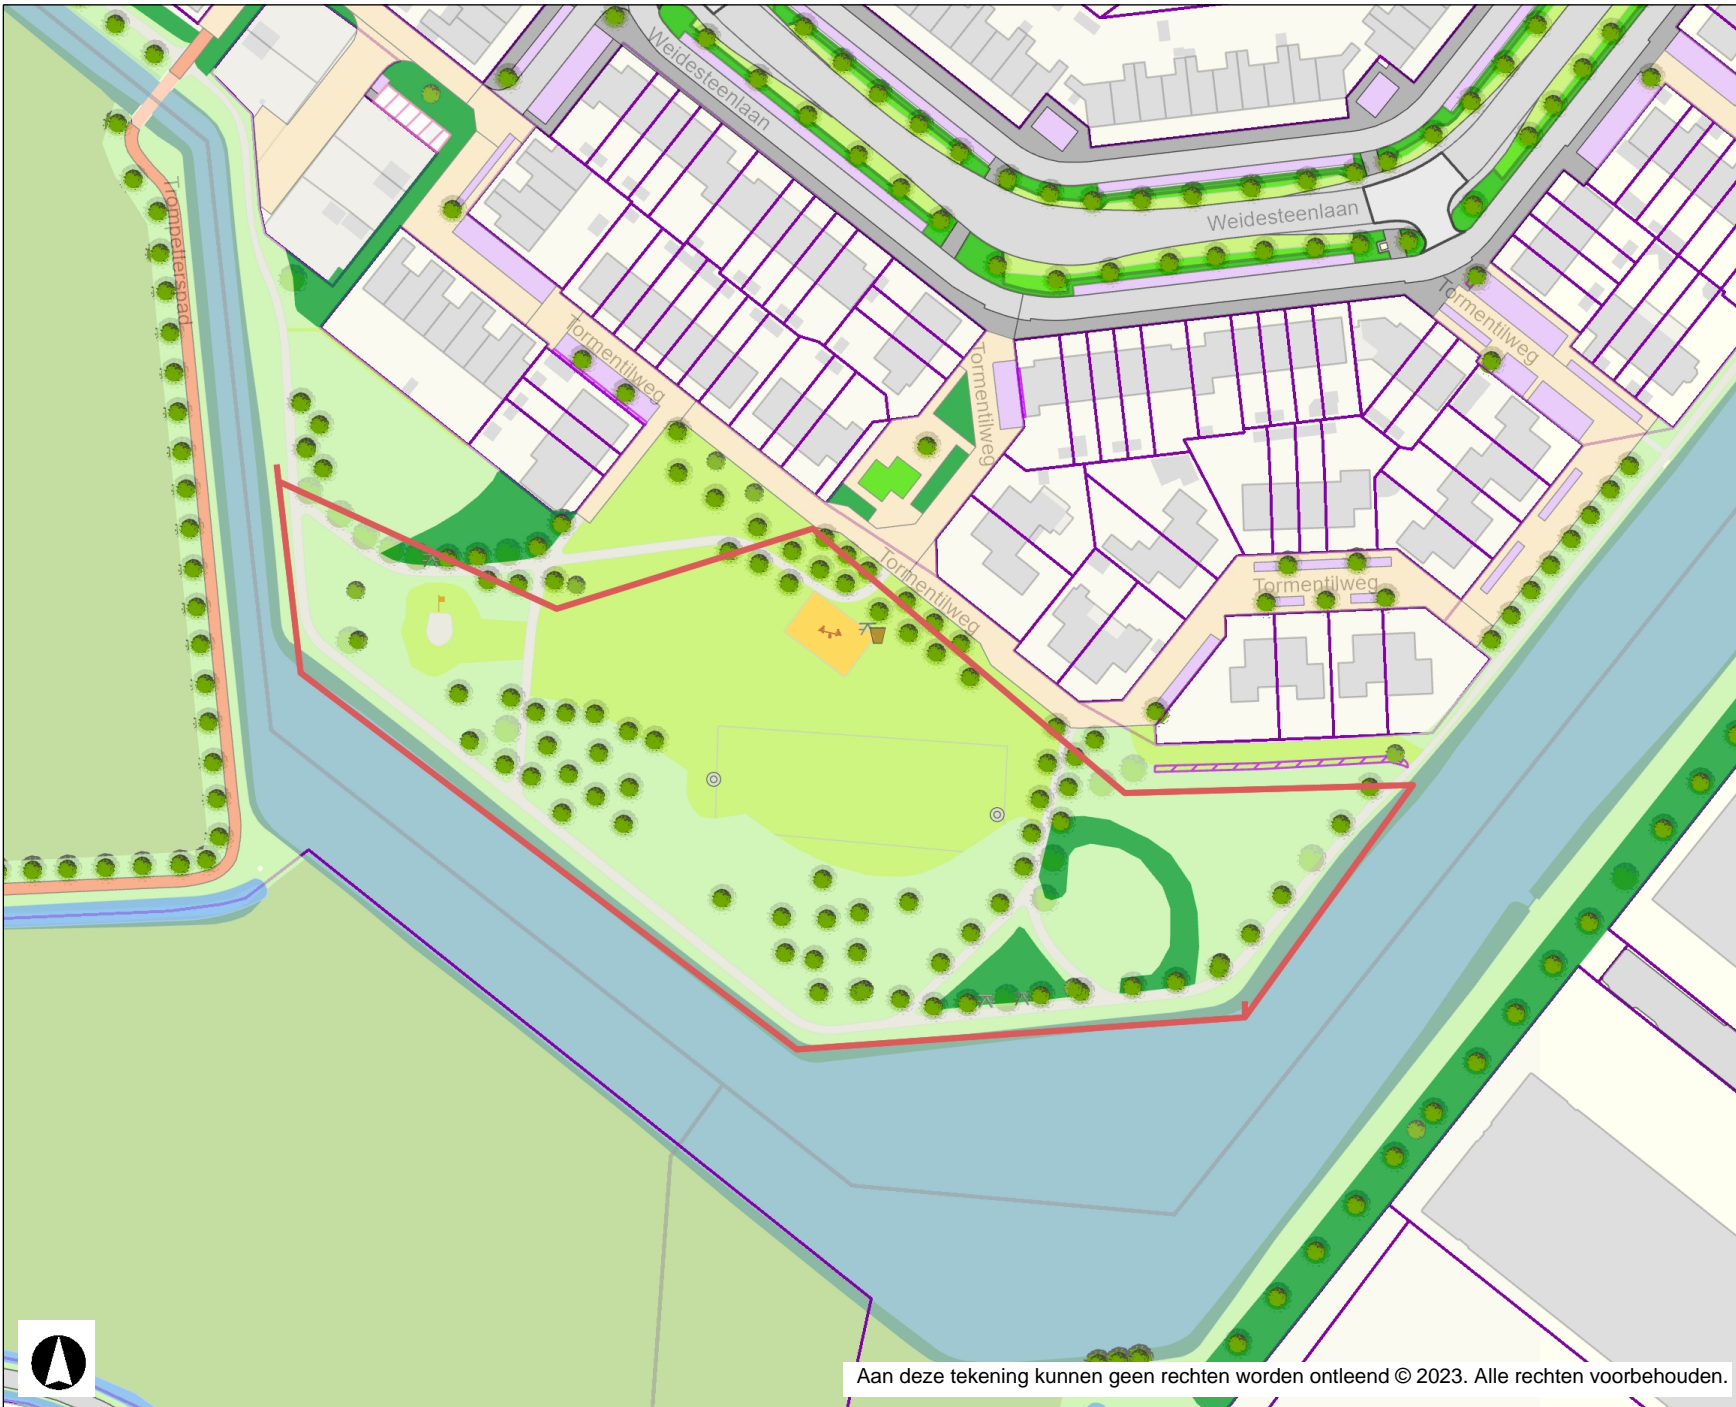 Weidesteenlaan
Weidesteenlaan
Trompetterspad
Tormentilweg
Tormentilweg
Tormentilweg
Tormentilweg
Tormentilweg
Aan deze tekening kunnen geen rechten worden ontleend © 2023. Alle rechten voorbehouden.